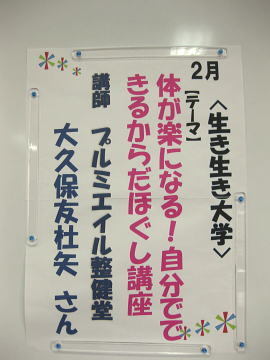 ＜生き生き大学＞
2月
【テーマ】
体が楽になる！自分でで
きるからだほぐし講座
講師　プルミエイル整健堂
大久保友杜矢　さん